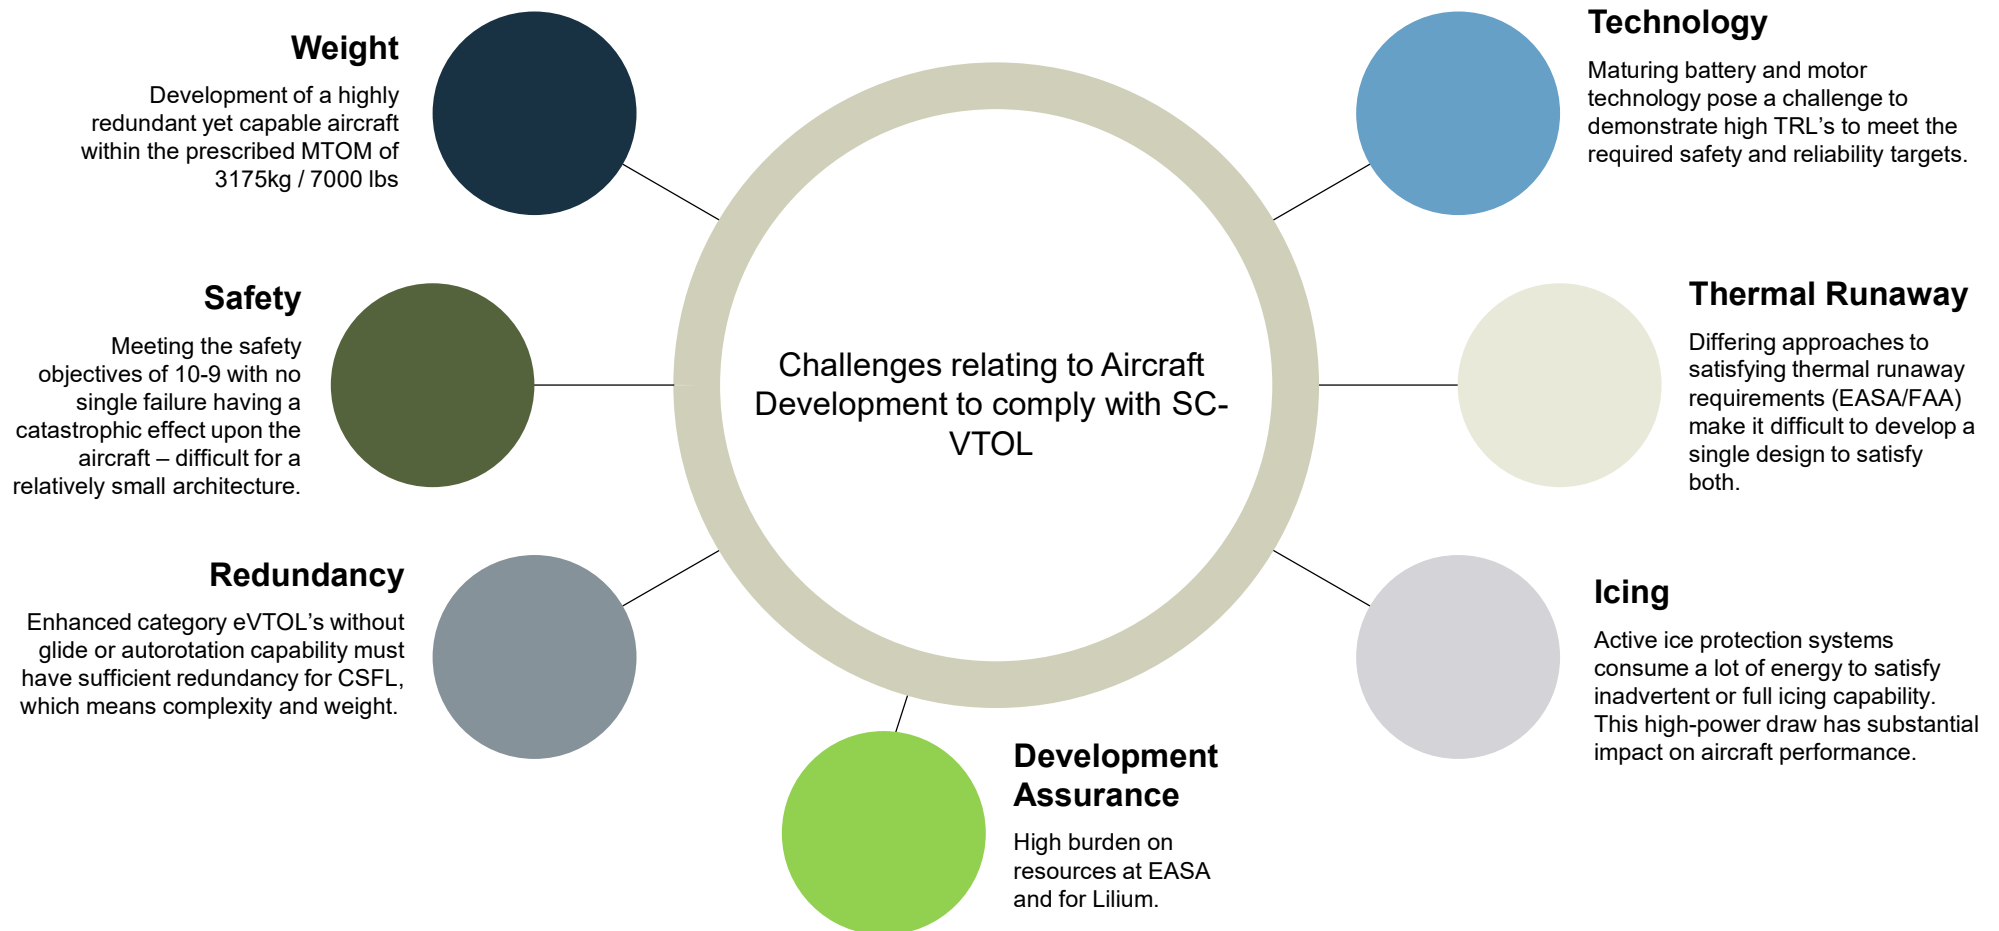 Weight
Development of a highly
redundant yet capable aircraft
within the prescribed MTOM of
3175kg / 7000 lbs
Safety
Meeting the safety
objectives of 10-9 with no
single failure having a
catastrophic effect upon the
aircraft – difficult for a
relatively small architecture.
Redundancy
Enhanced category eVTOL’s without
glide or autorotation capability must
have sufficient redundancy for CSFL,
which means complexity and weight.
Challenges relating to Aircraft
Development to comply with SC-
VTOL
Development
Assurance
High burden on
resources at EASA
and for Lilium.
Technology
Maturing battery and motor
technology pose a challenge to
demonstrate high TRL’s to meet the
required safety and reliability targets.
Thermal Runaway
Differing approaches to
satisfying thermal runaway
requirements (EASA/FAA)
make it difficult to develop a
single design to satisfy
both.
Icing
Active ice protection systems
consume a lot of energy to satisfy
inadvertent or full icing capability.
This high-power draw has substantial
impact on aircraft performance.